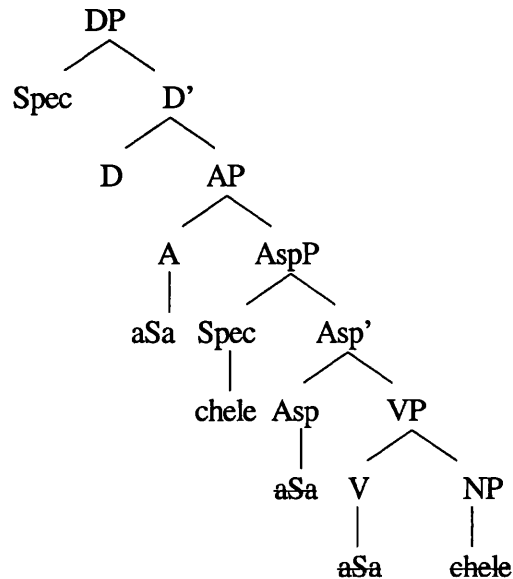 DP
Spec D'
D AP
A AspP
aSa Spec Asp'
chele Asp VP
aSa V NP
aSa chele